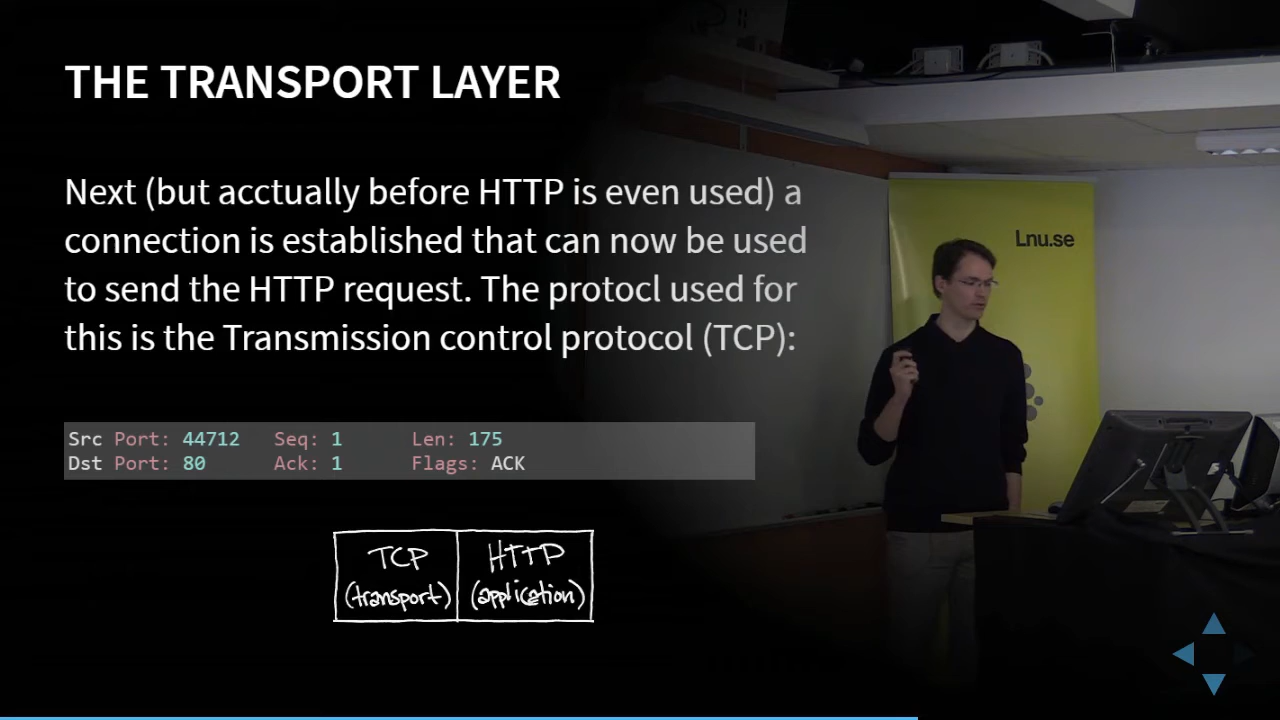 THE TRANSPORT LAYER
Next (but acctually before HTTP is even used) a
connection is established that can now be used
to send the HTTP request. The protocl used for
this is the Transmission control protocol (TCP):
Lnu.se
Src Port: 44712 Seq: 1 Len: 175
Dst Port: 80 Ack: 1 Flags: ACK
TCP HTTP
(transport) (application)